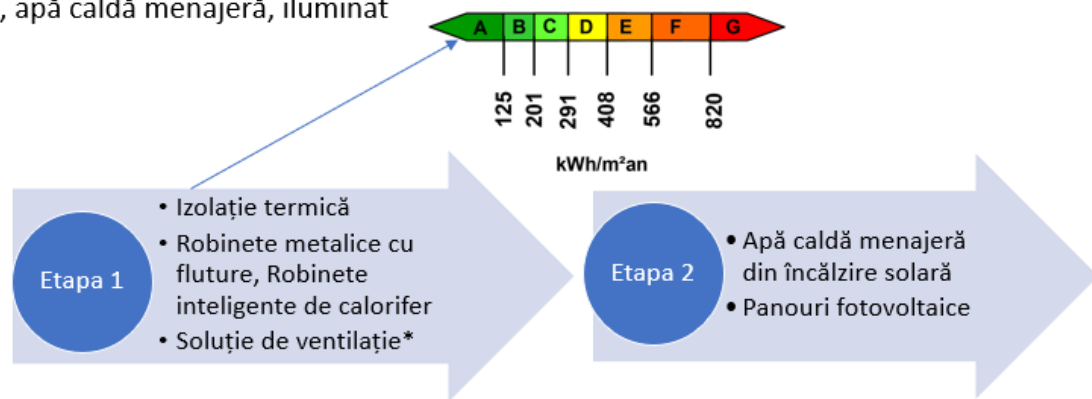 , apă caldă menajeră, iluminat
A B C D E F G
125 201 291 408 566 820
kWh/m²an
Etapa 1
• Izolație termică
• Robinete metalice cu
fluture, Robinete
inteligente de calorifer
• Soluție de ventilație*
Etapa 2
• Apă caldă menajeră
din încălzire solară
• Panouri fotovoltaice